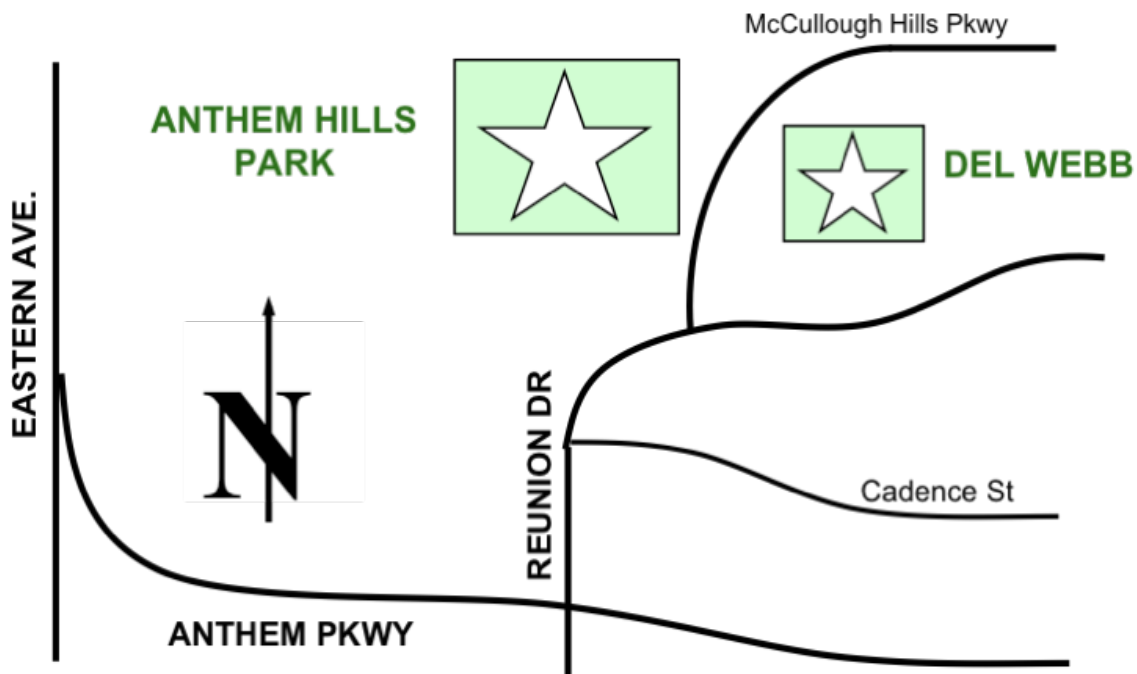 McCullough Hills Pkwy
ANTHEM HILLS
PARK
DEL WEBB
EASTERN AVE.
N
REUNION DR
Cadence St
ANTHEM PKWY